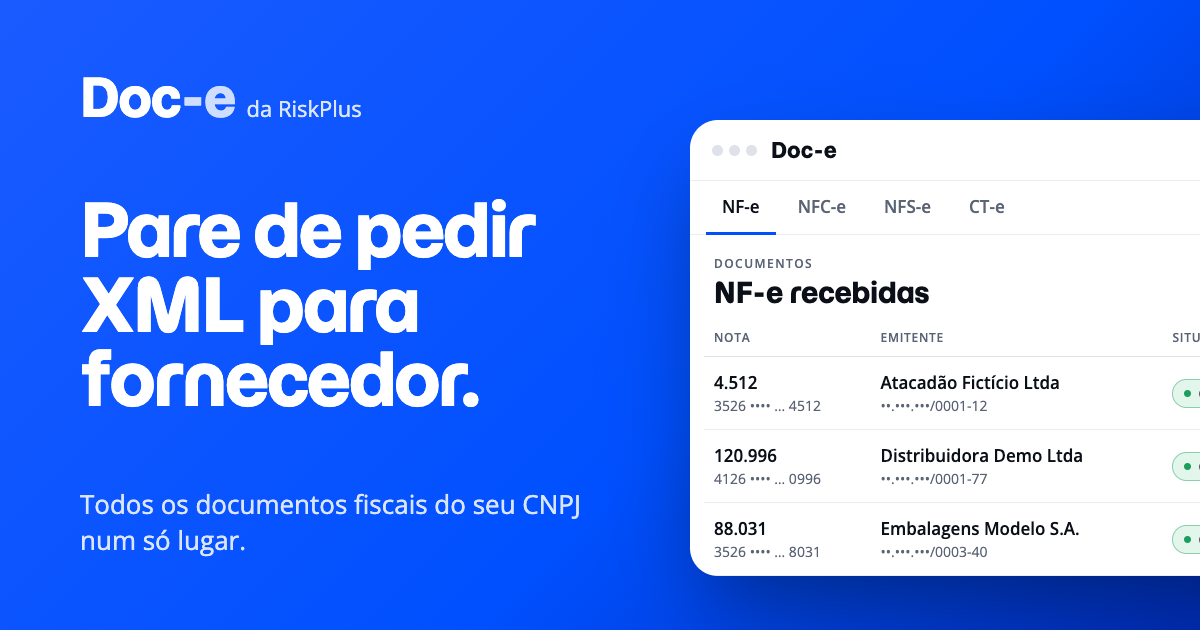 Doc-e da RiskPlus
Pare de pedir
XML para
fornecedor.
Todos os documentos fiscais do seu CNPJ
num só lugar.
Doc-e
NF-e NFC-e NFS-e CT-e
DOCUMENTOS
NF-e recebidas
NOTA EMITENTE SITU
4.512 Atacadão Fictício Ltda
3526 •••• ... 4512 ••.•••.•••/0001-12
120.996 Distribuidora Demo Ltda
4126 •••• ... 0996 ••.•••.•••/0001-77
88.031 Embalagens Modelo S.A.
3526 •••• ... 8031 ••.•••.•••/0003-40